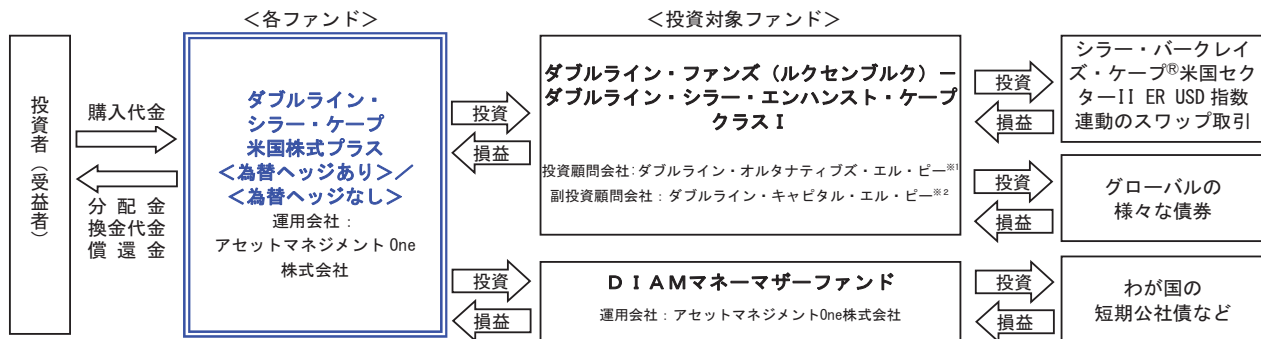 ＜各ファンド＞
＜投資対象ファンド＞
投資者（受益者）
購入代金
分配金
換金代金
償還金
ダブルライン・
シラー・ケープ
米国株式プラス
＜為替ヘッジあり＞／
＜為替ヘッジなし＞
運用会社：
アセットマネジメントOne
株式会社
投資
損益
ダブルライン・ファンズ（ルクセンブルク）－
ダブルライン・シラー・エンハンスト・ケープ
クラスI
投資顧問会社：ダブルライン・オルタナティブズ・エル・ピー※1
副投資顧問会社：ダブルライン・キャピタル・エル・ピー※2
投資
損益
シラー・バークレイ
ズ・ケープ®米国セク
ターII ER USD 指数
連動のスワップ取引
投資
損益
グローバルの
様々な債券
投資
損益
ＤＩＡＭマネーマザーファンド
運用会社：アセットマネジメントOne株式会社
投資
損益
わが国の
短期公社債など